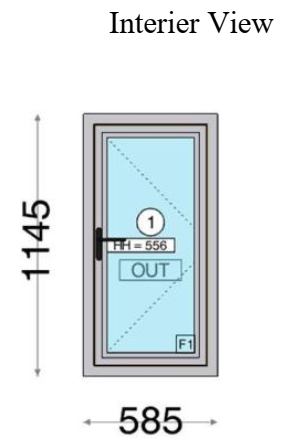 Interier View
1145
1
HH = 556
OUT
F1
585